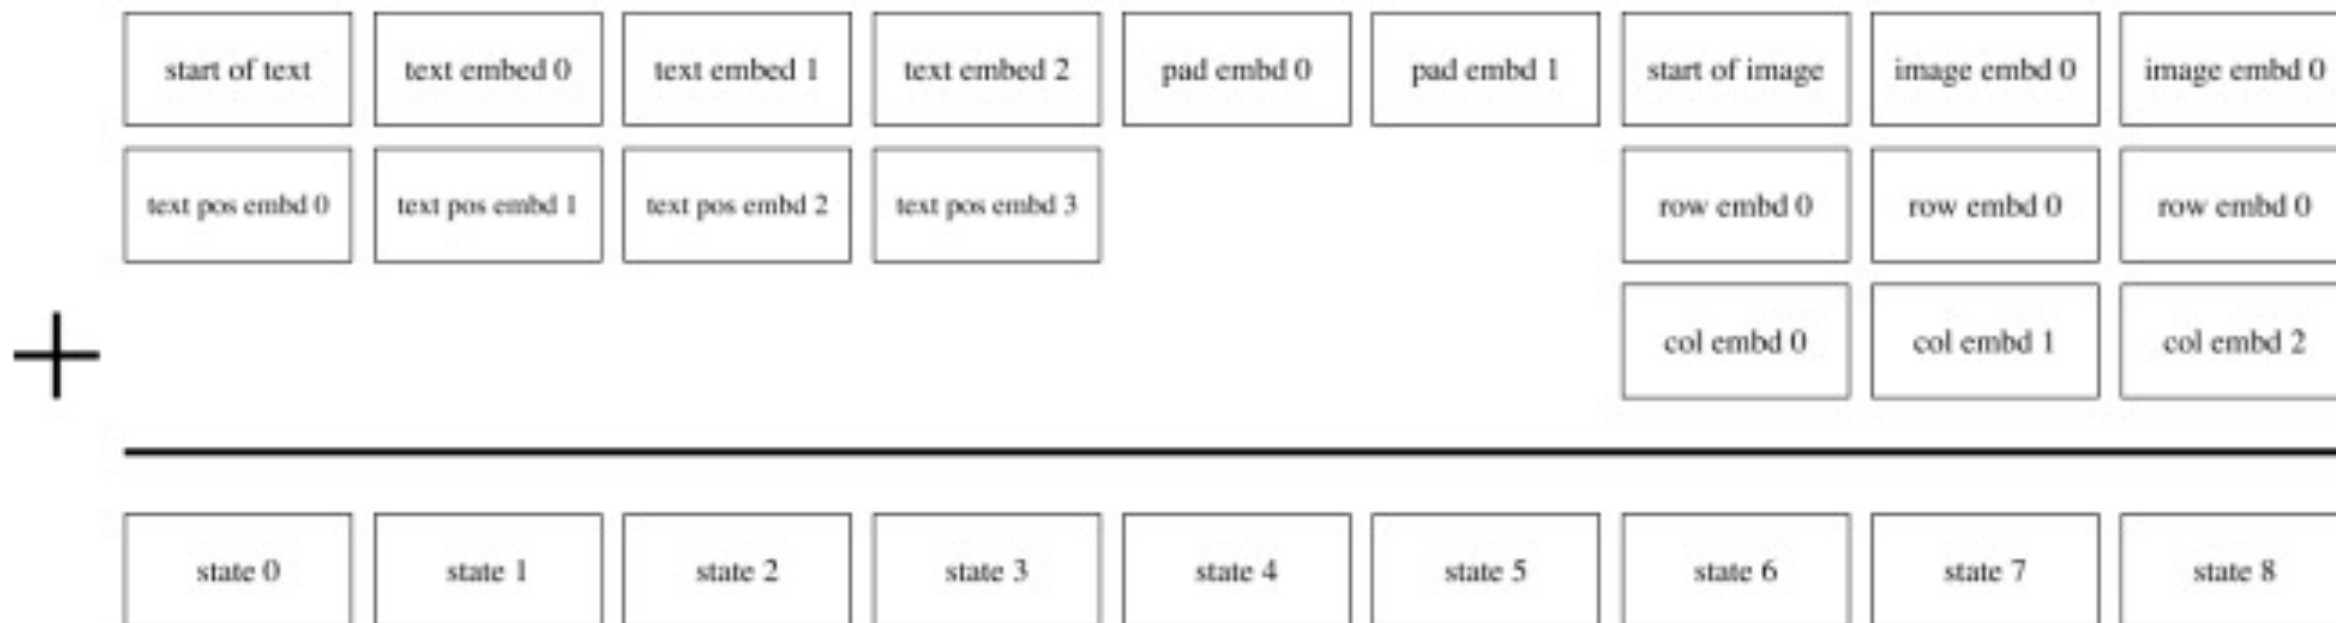 start of text text embed 0 text embed 1 text embed 2 pad embd 0 pad embd 1 start of image image embd 0 image embd 0
text pos embd 0 text pos embd 1 text pos embd 2 text pos embd 3 row embd 0 row embd 0 row embd 0
+ col embd 0 col embd 1 col embd 2
state 0 state 1 state 2 state 3 state 4 state 5 state 6 state 7 state 8